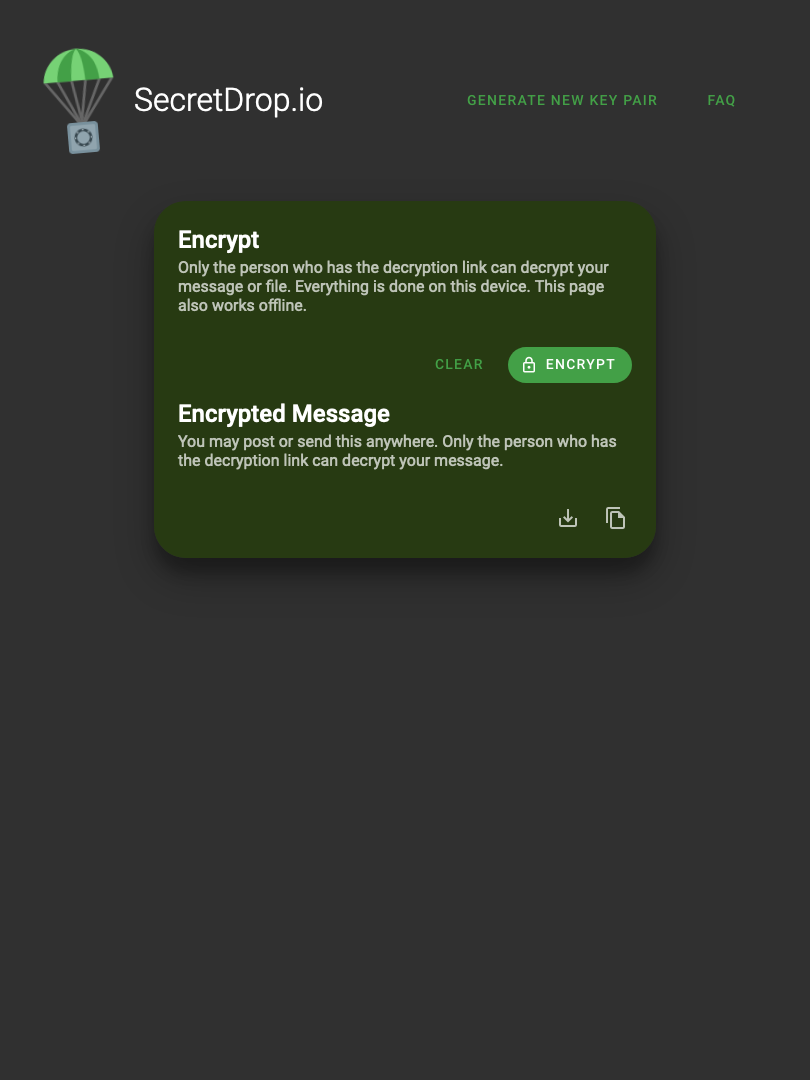 SecretDrop.io
GENERATE NEW KEY PAIR
FAQ
Encrypt
Only the person who has the decryption link can decrypt your
message or file. Everything is done on this device. This page
also works offline.
CLEAR
ENCRYPT
Encrypted Message
You may post or send this anywhere. Only the person who has
the decryption link can decrypt your message.